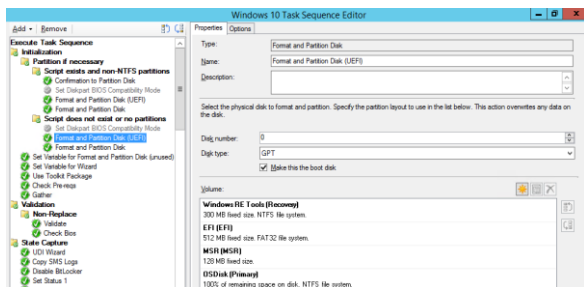 Windows 10 Task Sequence Editor
Add Remove
Execute Task Sequence
Initialization
Partition if necessary
Script exists and non-NTFS partitions
Confirmation to Partition Disk
Set Diskpart BIOS Compatibility Mode
Format and Partition Disk (UEFI)
Format and Partition Disk
Script does not exist or no partitions
Set Diskpart BIOS Compatibility Mode
Format and Partition Disk (UEFI)
Format and Partition Disk
Set Variable for Format and Partition Disk (unused)
Set Variable for Wizard
Use Toolkit Package
Check Pre-reqs
Gather
Validation
Non-Replace
Validate
Check Bios
State Capture
UDI Wizard
Copy SMS Logs
Disable BitLocker
Set Status 1
Properties Options
Type: Format and Partition Disk
Name: Format and Partition Disk (UEFI)
Description:
Select the physical disk to format and partition. Specify the partition layout to use in the list below. This action overwrites any data on
the disk.
Disk number: 0
Disk type: GPT
Make this the boot disk
Volume:
Windows RE Tools (Recovery)
300 MB fixed size. NTFS file system.
EFI (EFI)
512 MB fixed size. FAT32 file system.
MSR (MSR)
128 MB fixed size.
OSDisk (Primary)
100% of remaining space on disk. NTFS file system.